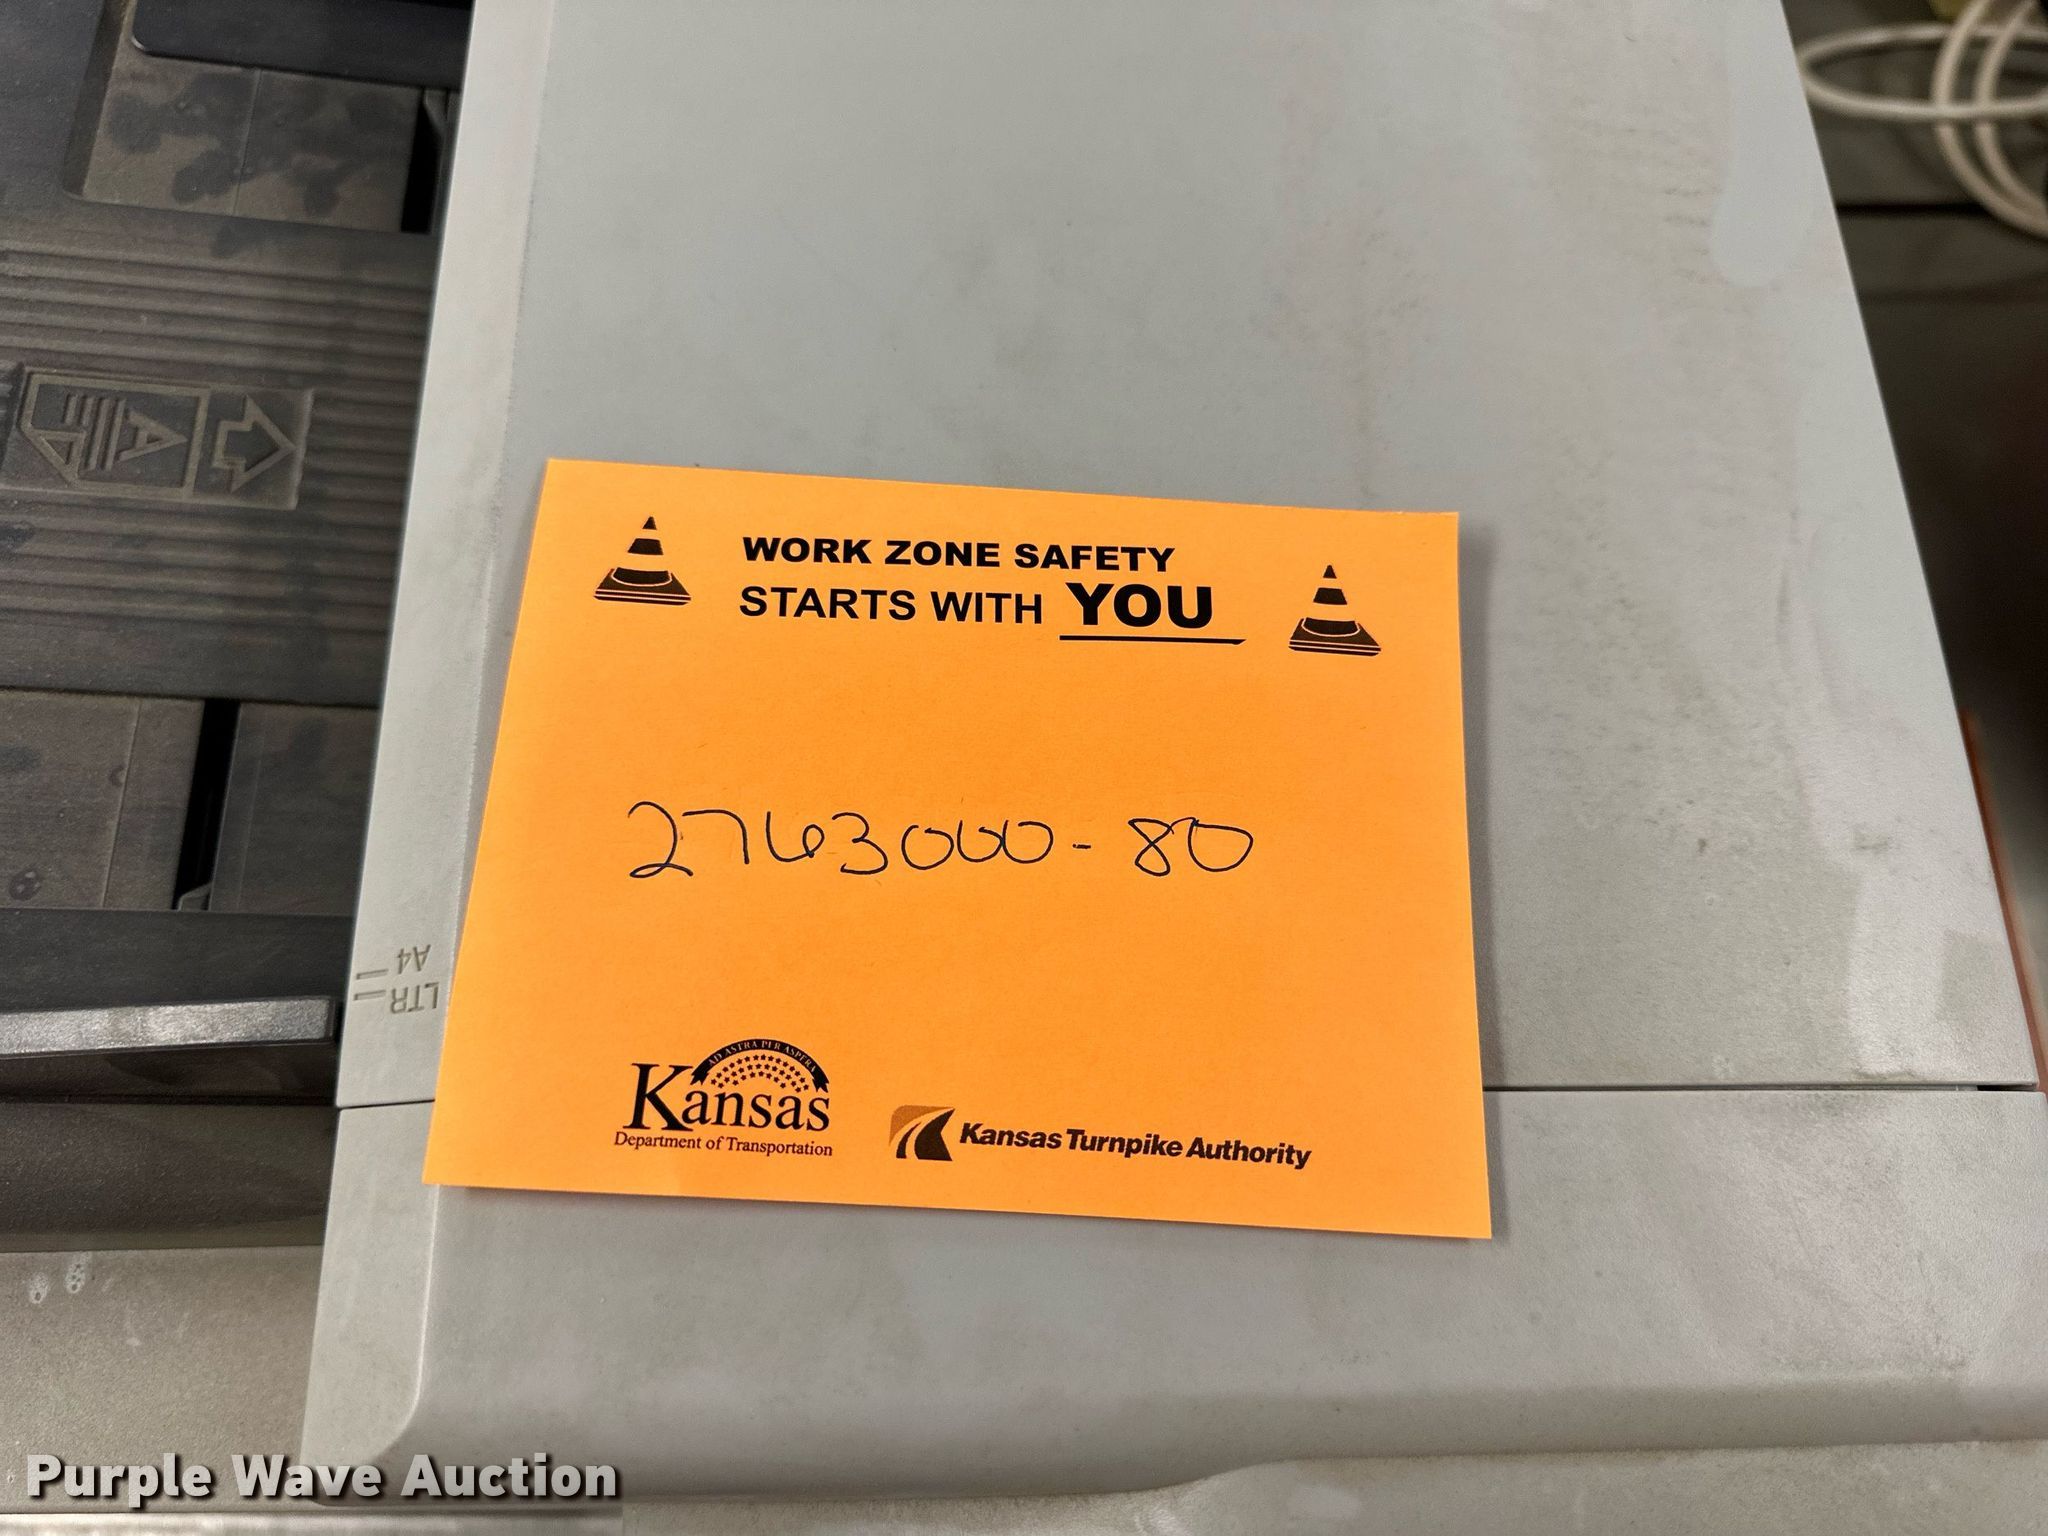 WORK ZONE SAFETY
STARTS WITH YOU
2763000-80
A4
LTR
A
AD ASTRA PER ASPERA
Kansas
Department of Transportation
Kansas Turnpike Authority
Purple Wave Auction